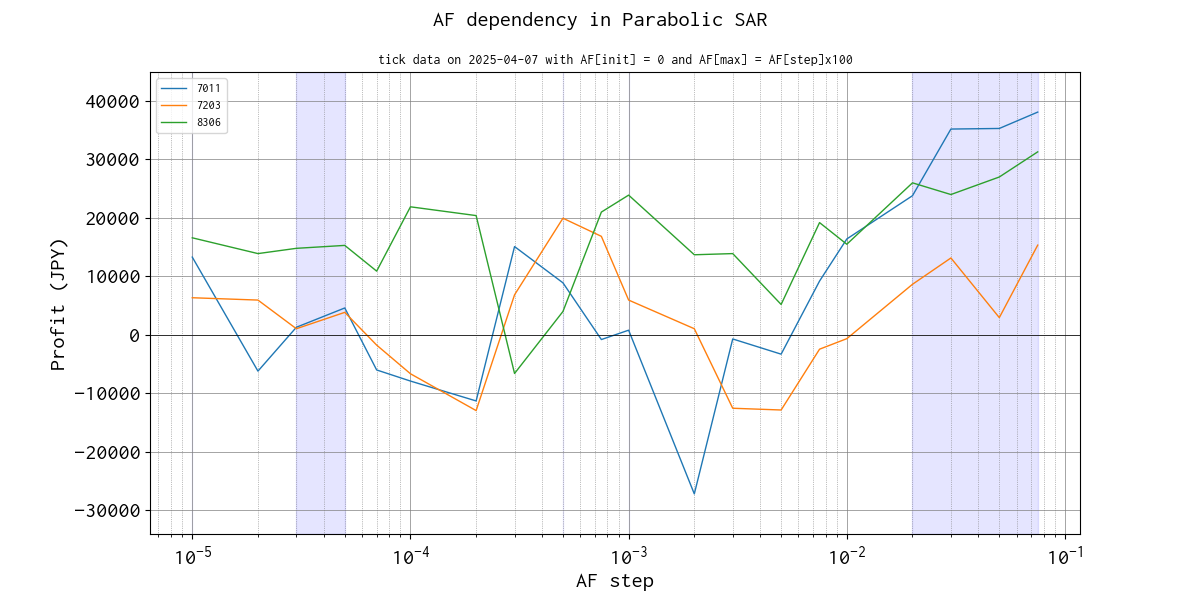 AF dependency in Parabolic SAR
tick data on 2025-04-07 with AF[init] = 0 and AF[max] = AF[step]x100
7011
7203
8306
Profit (JPY)
40000
30000
20000
10000
0
−10000
−20000
−30000
10⁻⁵ 10⁻⁴ 10⁻³ 10⁻² 10⁻¹
AF step